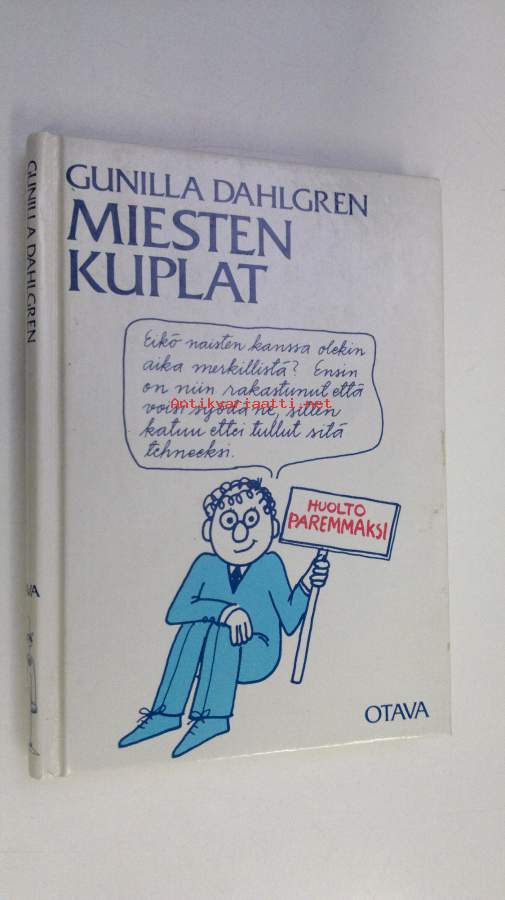 GUNILLA DAHLGREN
MIESTEN
KUPLAT
Eikö naisten kanssa olekin
aika merkillistä? Ensin
on niin rakastunut että
voisi syödä ne, sitten
katuu ettei tullut sitä
tehneeksi.
Antikvariaatti.net
HUOLTO
PAREMMAKSI
OTAVA
GUNILLA DAHLGREN